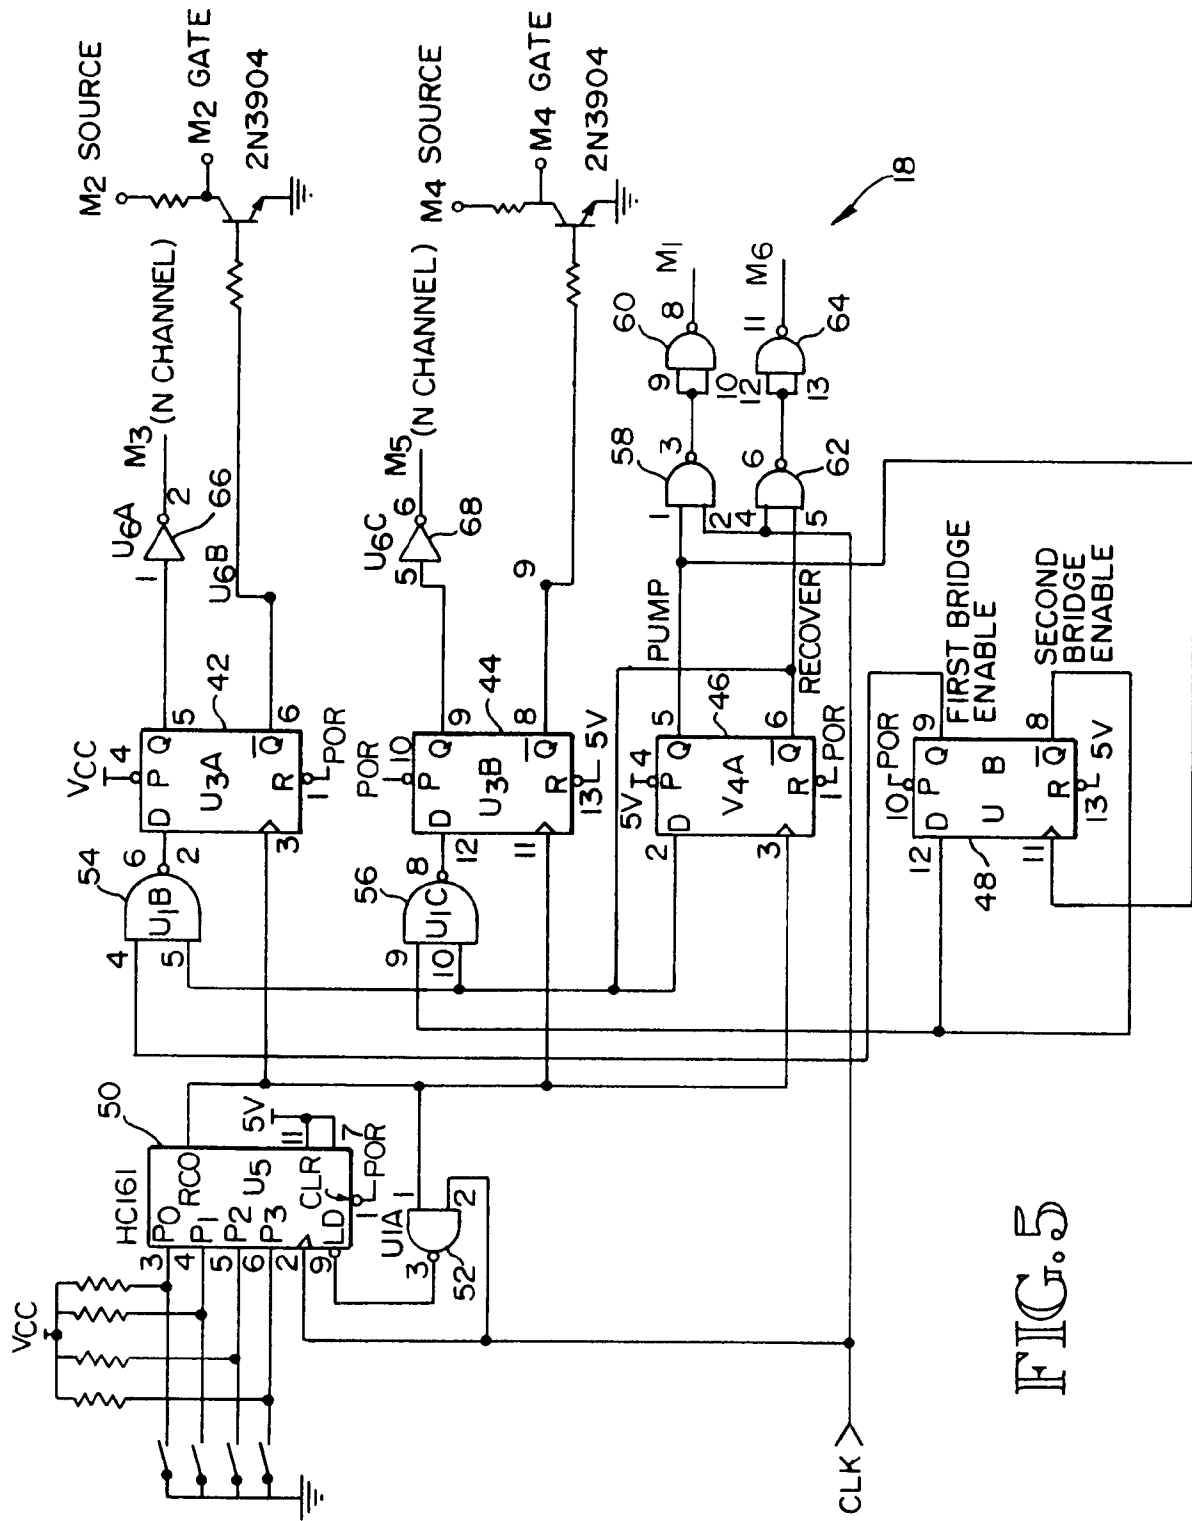 VCC
HC161
50
3 P0
4 P1
5 P2
6 P3
2
9 LD
RCO
U5
CLR
5V
11
7
1
POR
U1A
1
2
3
52
CLK
54
4
5
U1B
6
2
VCC
4
D P Q
U3A
Q
R
3
1
POR
5
42
6
U6A
1
2
66
M3 (N CHANNEL)
U6B
M2 SOURCE
M2 GATE
2N3904
56
9
10
U1C
8
12
POR
10
D P Q
U3B
Q
R
11
13
5V
9
44
8
U6C
5
6
68
M5 (N CHANNEL)
9
M4 SOURCE
M4 GATE
2N3904
5V
4
2
D P Q
V4A
Q
R
3
1
POR
5
46
6
PUMP
RECOVER
58
1
2
3
60
9
10
8
M1
4
5
6
62
12
13
11
64
M6
18
10
POR
12
D P Q
U B
Q
R
48
11
13
5V
9
8
FIRST BRIDGE
ENABLE
SECOND
BRIDGE
ENABLE
FIG.5